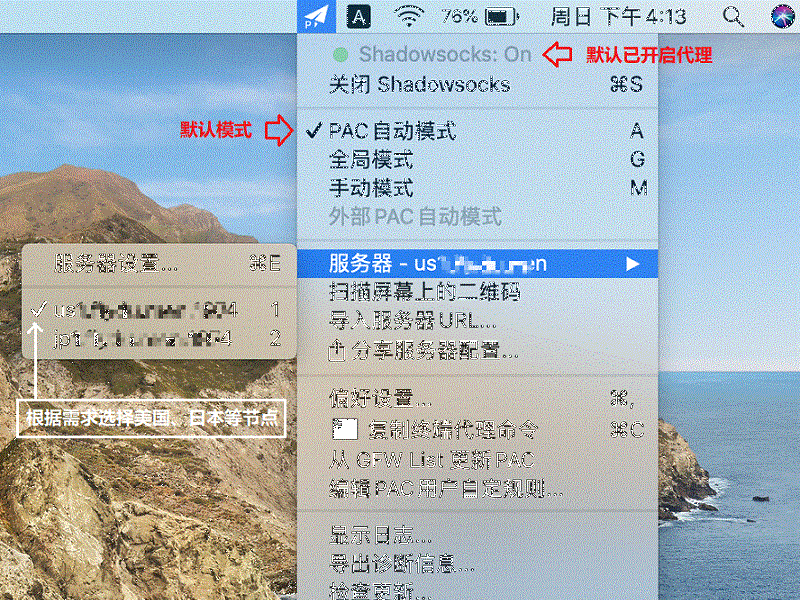 A 76% 周日 下午 4:13
Shadowsocks: On 默认已开启代理
关闭 Shadowsocks ⌘S
默认模式 ✓ PAC 自动模式 A
全局模式 G
手动模式 M
外部 PAC 自动模式
服务器 - us
扫描屏幕上的二维码
导入服务器 URL...
分享服务器配置...
服务器设置... ⌘E
✓ us 1
jp 2
根据需求选择美国、日本等节点
偏好设置... ⌘,
复制终端代理命令 ⌘C
从 GFW List 更新 PAC
编辑 PAC 用户自定规则...
显示日志...
导出诊断信息...
检查更新...